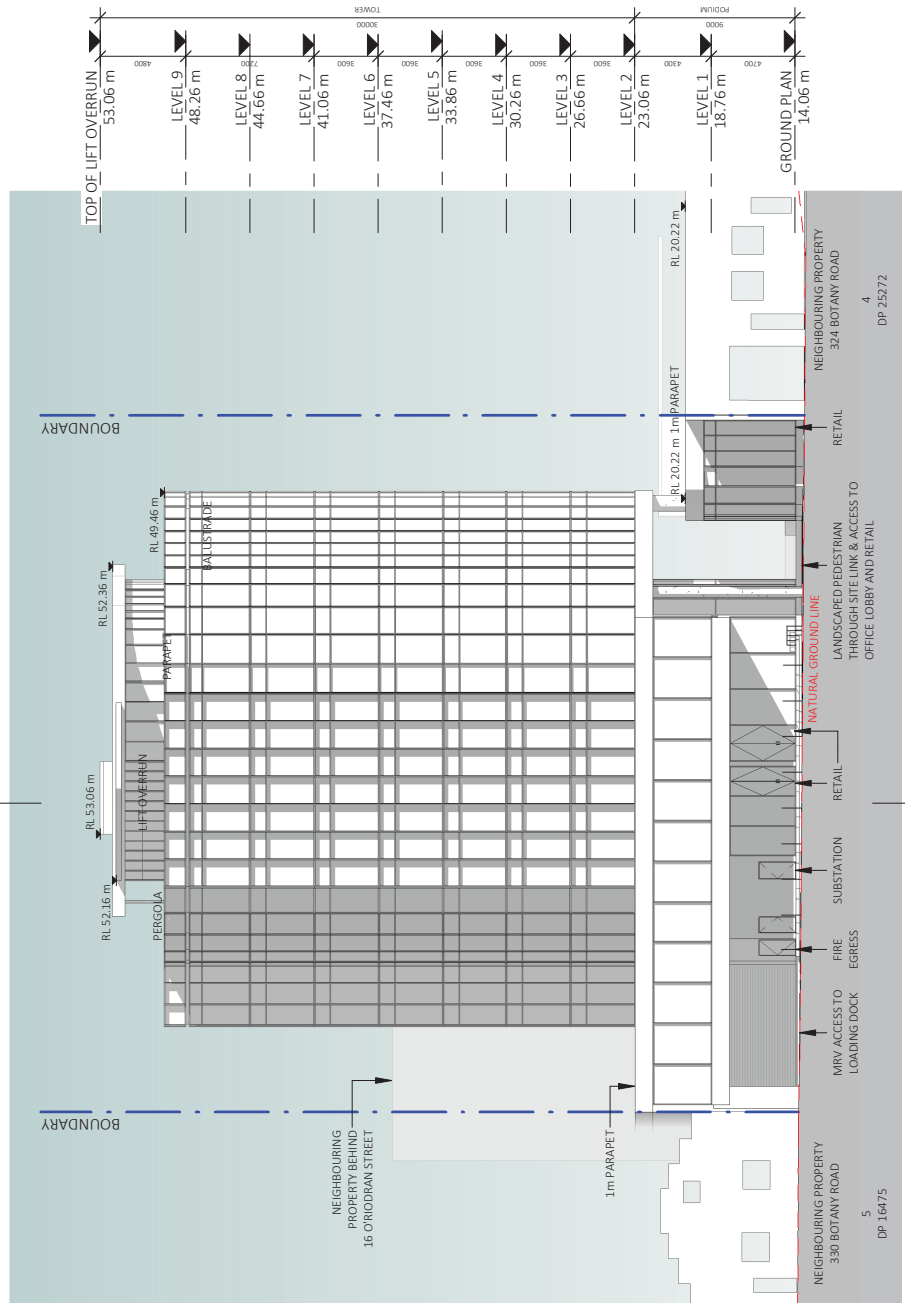 TOP OF LIFT OVERRUN
53.06 m
LEVEL 9
48.26 m
LEVEL 8
44.66 m
LEVEL 7
41.06 m
LEVEL 6
37.46 m
LEVEL 5
33.86 m
LEVEL 4
30.26 m
LEVEL 3
26.66 m
LEVEL 2
23.06 m
LEVEL 1
18.76 m
GROUND PLAN
14.06 m
4800
7200
3600
3600
3600
3600
3600
3600
4300
4700
TOWER
30000
PODIUM
9000
BOUNDARY
BOUNDARY
RL 52.16 m
RL 53.06 m
RL 52.36 m
RL 49.46 m
PERGOLA
LIFT OVERRUN
PARAPET
BALUSTRADE
NEIGHBOURING
PROPERTY BEHIND
16 O'RIODRAN STREET
1m PARAPET
RL 20.22 m 1m PARAPET
RL 20.22 m
NEIGHBOURING PROPERTY
330 BOTANY ROAD
5
DP 16475
MRV ACCESS TO
LOADING DOCK
FIRE
EGRESS
SUBSTATION
RETAIL
NATURAL GROUND LINE
LANDSCAPED PEDESTRIAN
THROUGH SITE LINK & ACCESS TO
OFFICE LOBBY AND RETAIL
RETAIL
NEIGHBOURING PROPERTY
324 BOTANY ROAD
4
DP 25272